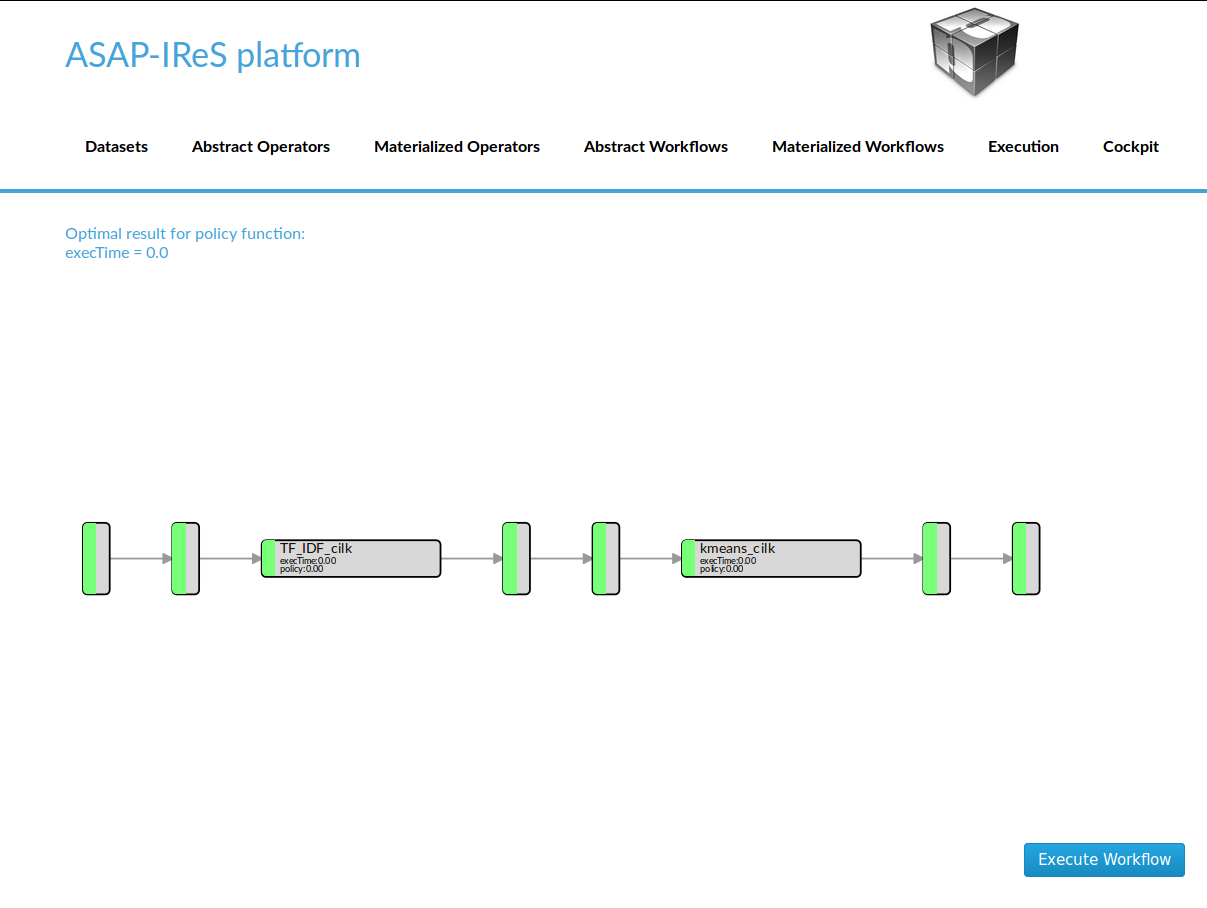 ASAP-IReS platform
Datasets Abstract Operators Materialized Operators Abstract Workflows Materialized Workflows Execution Cockpit
Optimal result for policy function:
execTime = 0.0
TF_IDF_cilk
execTime:0.00
policy:0.00
kmeans_cilk
execTime:0.00
policy:0.00
Execute Workflow